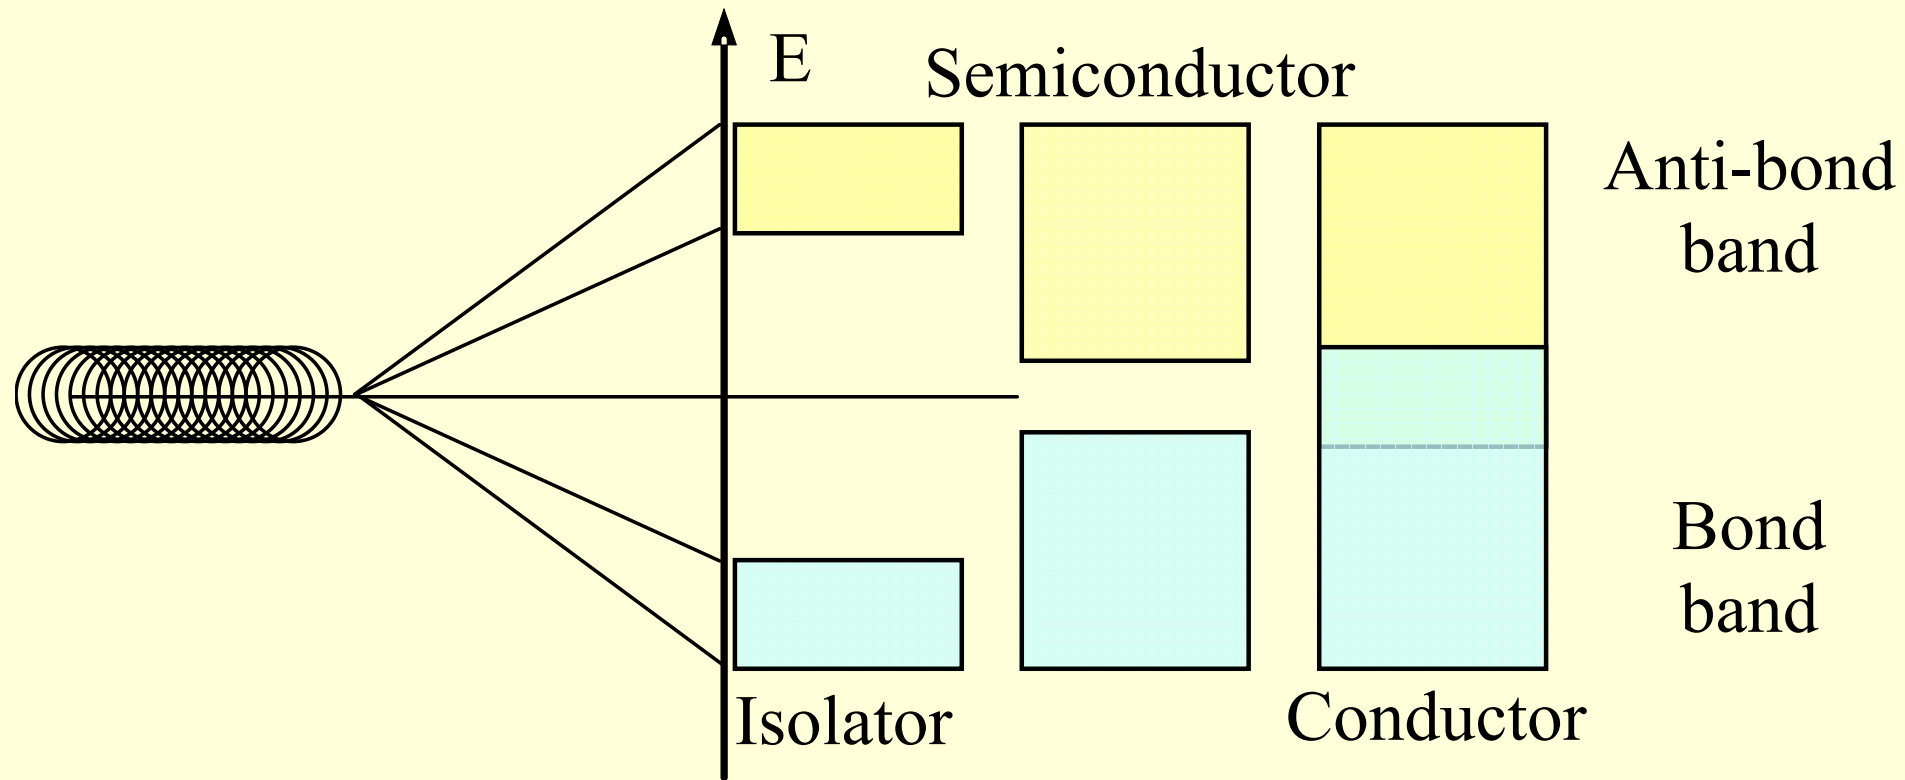 E
Semiconductor
Anti-bond
band
Bond
band
Isolator
Conductor